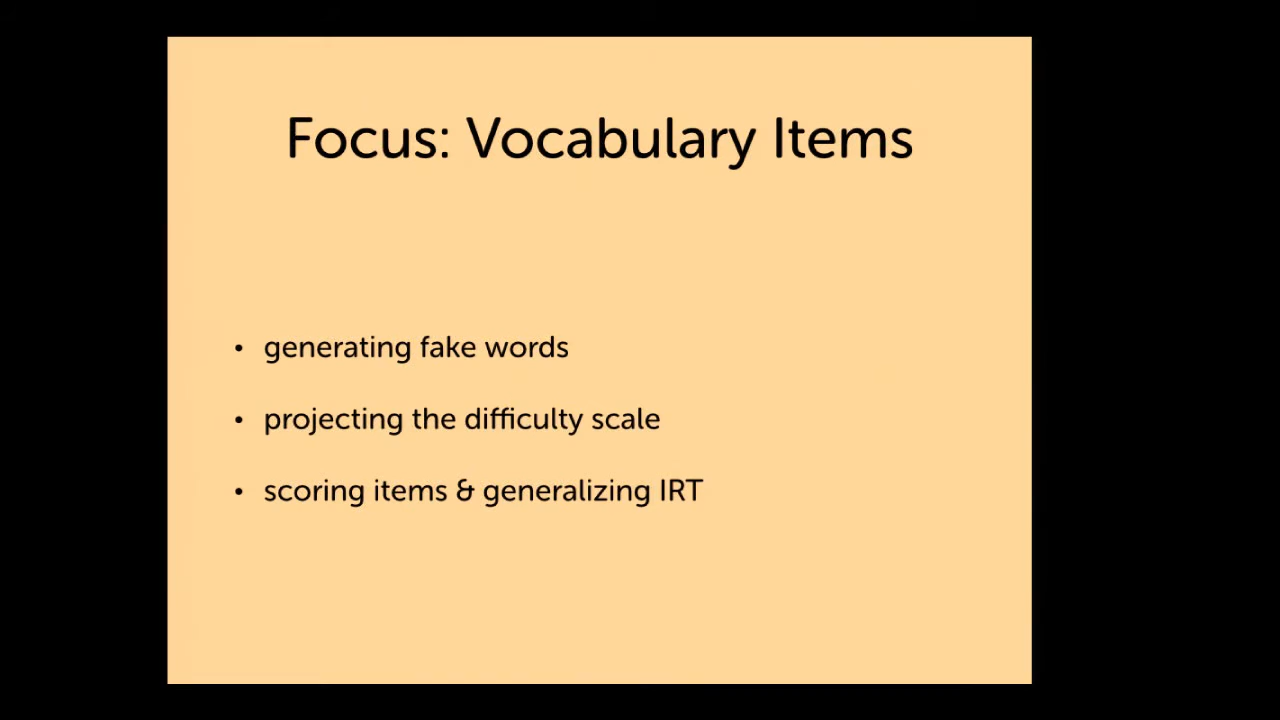 Focus: Vocabulary Items
• generating fake words
• projecting the difficulty scale
• scoring items & generalizing IRT